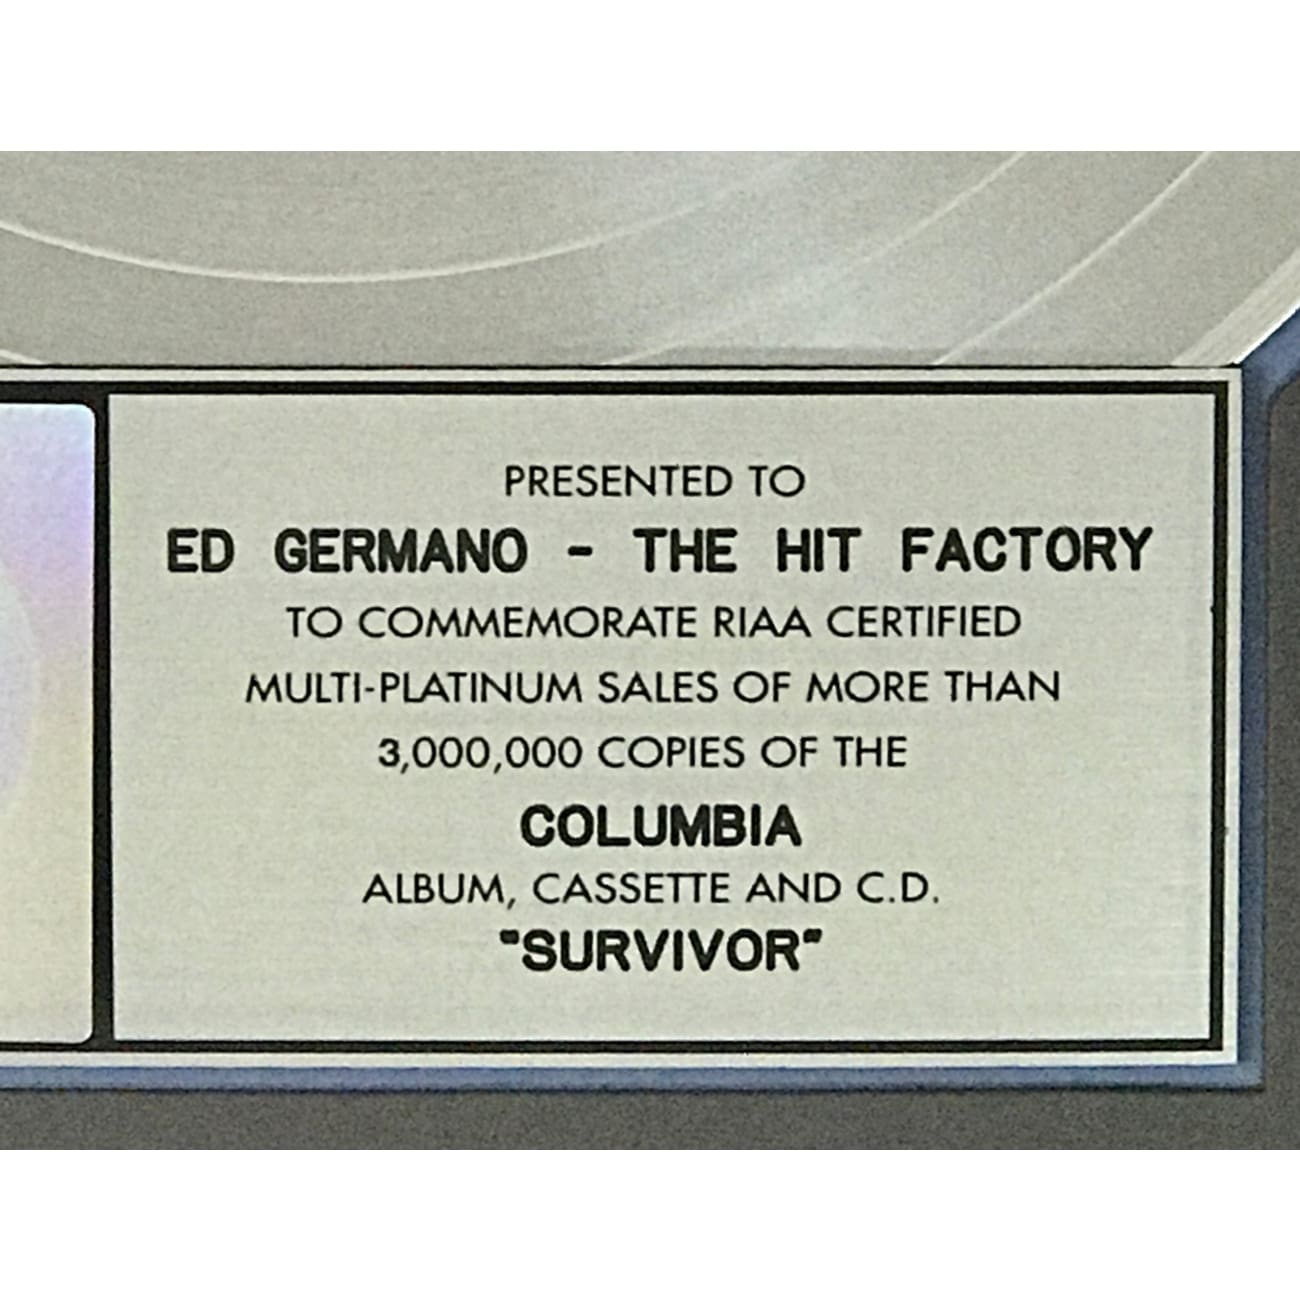 PRESENTED TO
ED GERMANO - THE HIT FACTORY
TO COMMEMORATE RIAA CERTIFIED
MULTI-PLATINUM SALES OF MORE THAN
3,000,000 COPIES OF THE
COLUMBIA
ALBUM, CASSETTE AND C.D.
"SURVIVOR"